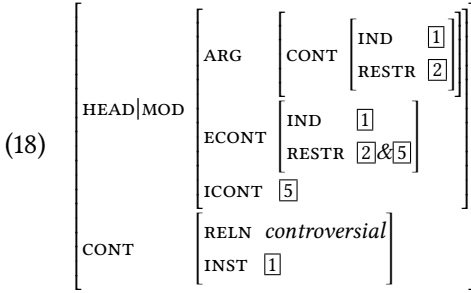 (18) HEAD|MOD ARG CONT IND 1
RESTR 2
ECONT IND 1
RESTR 2&5
ICONT 5
CONT RELN controversial
INST 1